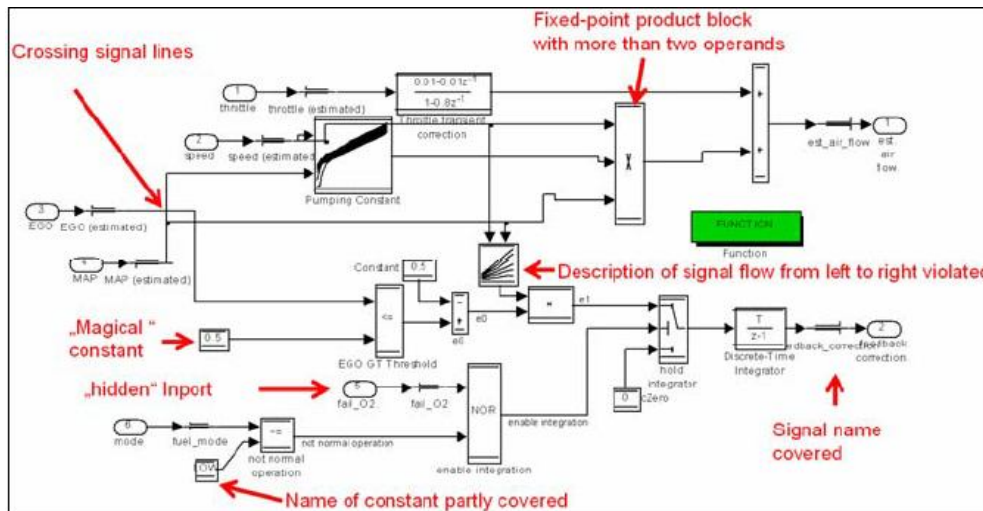 Fixed-point product block
with more than two operands
Crossing signal lines
1
throttle
throttle (estimated)
0.01-0.01z⁻¹
1-0.8z⁻¹
Throttle transient
correction
2
speed
speed (estimated)
Pumping Constant
X
+
+
est_air_flow
1
est.
air
flow
3
EGO
EGO (estimated)
MAP
MAP (estimated)
FUNCTION
Function
Constant
0.5
Description of signal flow from left to right violated
„Magical “
constant
0.5
<=
EGO GT Threshold
-
+
e0
e1
T
z-1
Discrete-Time
Integrator
2
correction
hold
integrator
0
cZero
„hidden“ Inport
5
fail_O2
fail_O2
NOR
enable integration
enable integration
Signal name
covered
6
mode
fuel_mode
~=
not normal
operation
not normal operation
Name of constant partly covered